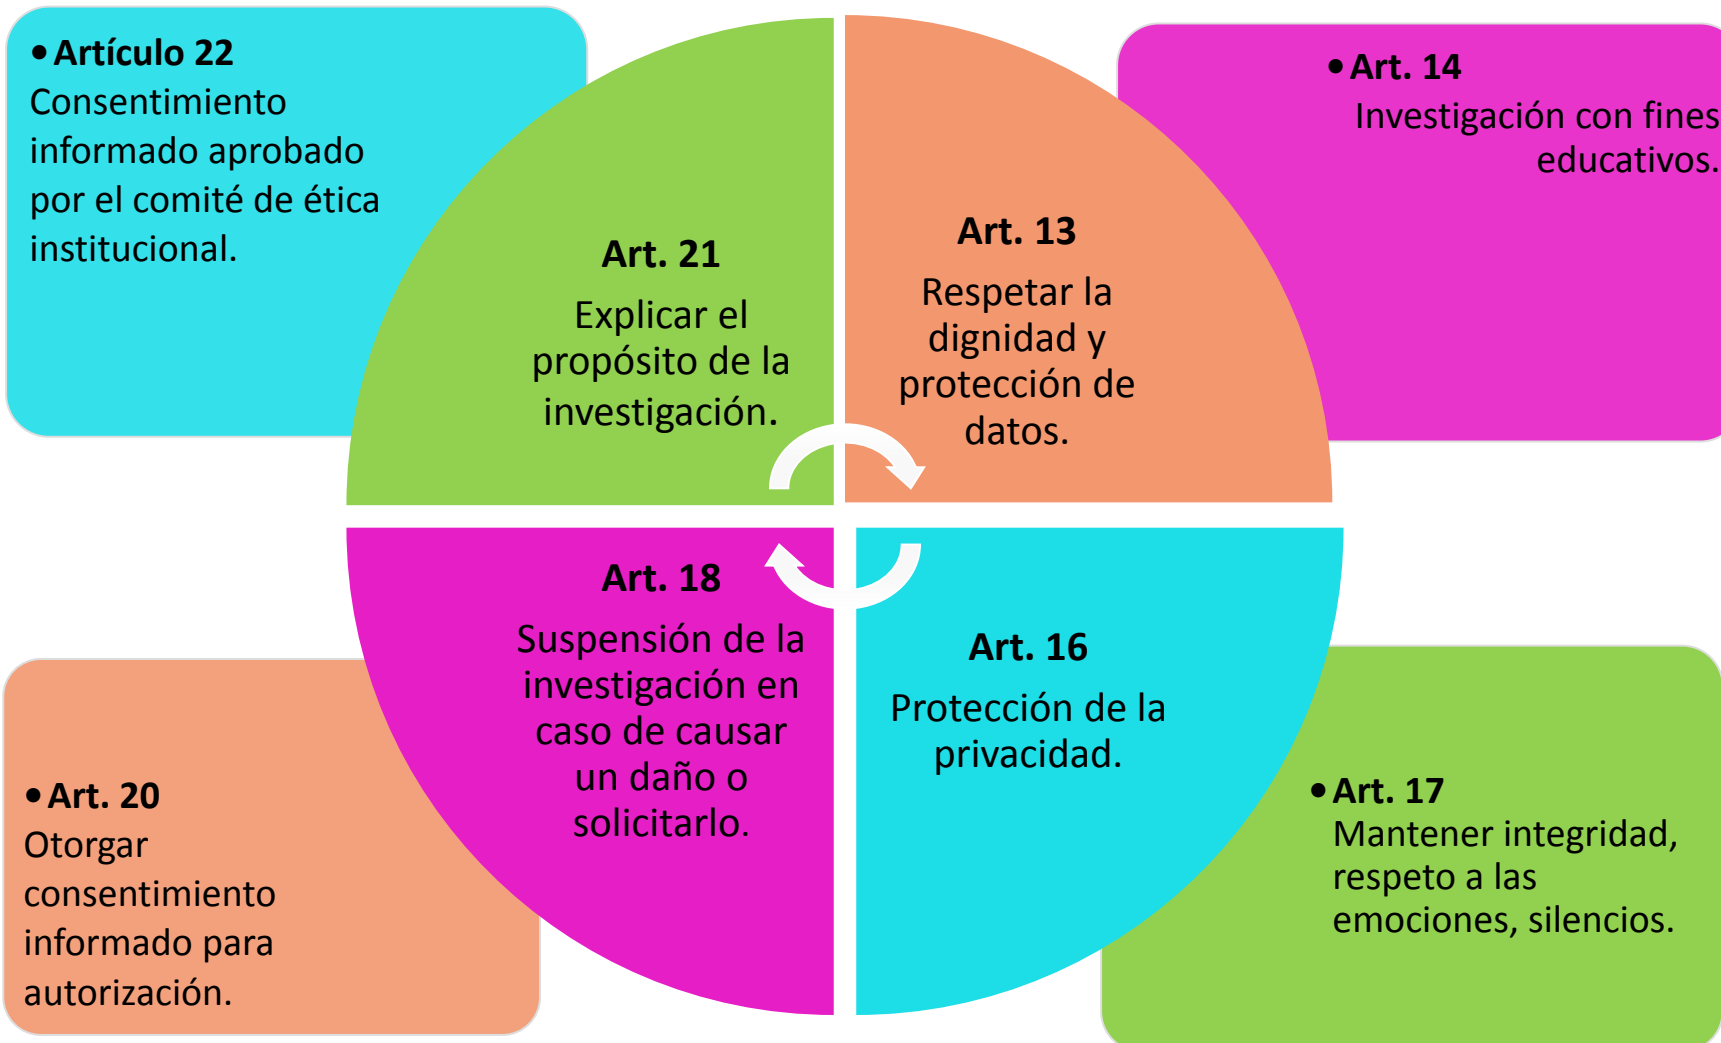 •Artículo 22
Consentimiento
informado aprobado
por el comité de ética
institucional.
Art. 21
Explicar el
propósito de la
investigación.
Art. 13
Respetar la
dignidad y
protección de
datos.
•Art. 14
Investigación con fines
educativos.
•Art. 20
Otorgar
consentimiento
informado para
autorización.
Art. 18
Suspensión de la
investigación en
caso de causar
un daño o
solicitarlo.
Art. 16
Protección de la
privacidad.
•Art. 17
Mantener integridad,
respeto a las
emociones, silencios.